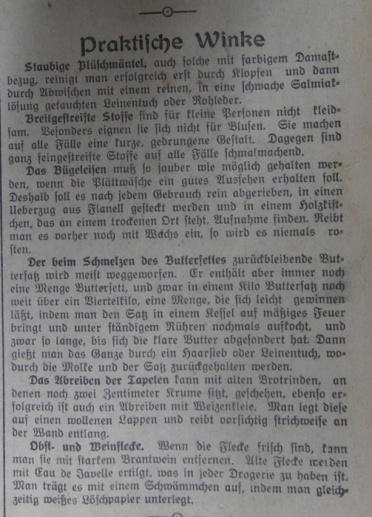 Praktische Winke
Staubige Plüschmäntel, auch solche mit farbigem Damast-
bezug, reinigt man erfolgreich erst durch Klopfen und dann
durch Abwischen mit einem reinen, in eine schwache Salmiak-
lösung getauchten Leinentuch oder Rohleder.
Breitgestreifte Stoffe sind für kleine Personen nicht kleid-
sam. Besonders eignen sie sich nicht für Blusen. Sie machen
auf alle Fälle eine kurze, gedrungene Gestalt. Dagegen sind
ganz feingestreifte Stoffe auf alle Fälle schmalmachend.
Das Bügeleisen muß so sauber wie möglich gehalten wer-
den, wenn die Plättwäsche ein gutes Aussehen erhalten soll.
Deshalb soll es nach jedem Gebrauch rein abgerieben, in einen
Ueberzug aus Flanell gesteckt werden und in einem Holzkist-
chen, das an einem trockenen Ort steht, Aufnahme finden. Reibt
man es vorher noch mit Wachs ein, so wird es niemals ro-
sten.
Der beim Schmelzen des Butterfettes zurückbleibende But-
tersatz wird meist weggeworfen. Er enthält aber immer noch
eine Menge Butterfett, und zwar in einem Kilo Buttersatz noch
weit über ein Viertelkilo, eine Menge, die sich leicht gewinnen
läßt, indem man den Satz in einem Kessel auf mäßiges Feuer
bringt und unter ständigem Rühren nochmals aufkocht, und
zwar so lange, bis sich die klare Butter abgesondert hat. Dann
gießt man das Ganze durch ein Haarsieb oder Leinentuch, wo-
durch die Molke und der Satz zurückgehalten werden.
Das Abreiben der Tapeten kann mit alten Brotrinden, an
denen noch zwei Zentimeter Krume sitzt, geschehen, ebenso er-
folgreich ist auch ein Abreiben mit Weizenkleie. Man legt diese
auf einen wollenen Lappen und reibt vorsichtig strichweise an
der Wand entlang.
Obst- und Weinflecke. Wenn die Flecke frisch sind, kann
man sie mit starkem Brantwein entfernen. Alte Flecke werden
mit Eau de Javelle ertilgt, was in jeder Drogerie zu haben ist.
Man trägt es mit einem Schwämmchen auf, indem man gleich-
zeitig weißes Löschpapier unterlegt.